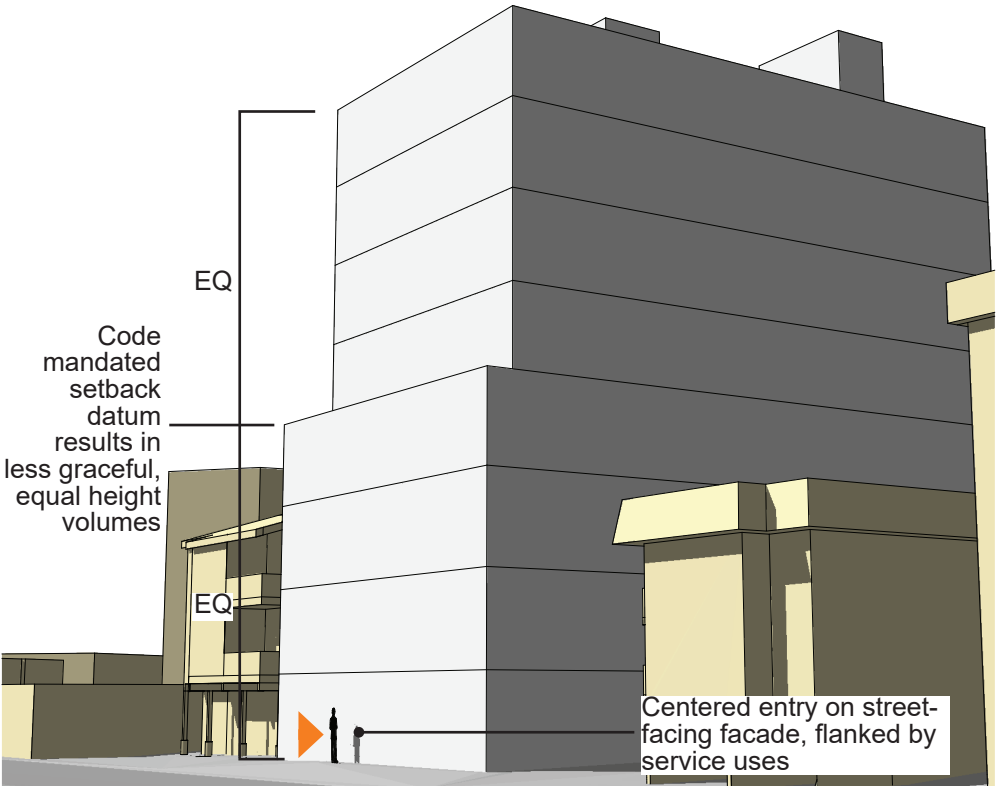 EQ
Code
mandated
setback
datum
results in
less graceful,
equal height
volumes
EQ
Centered entry on street-
facing facade, flanked by
service uses